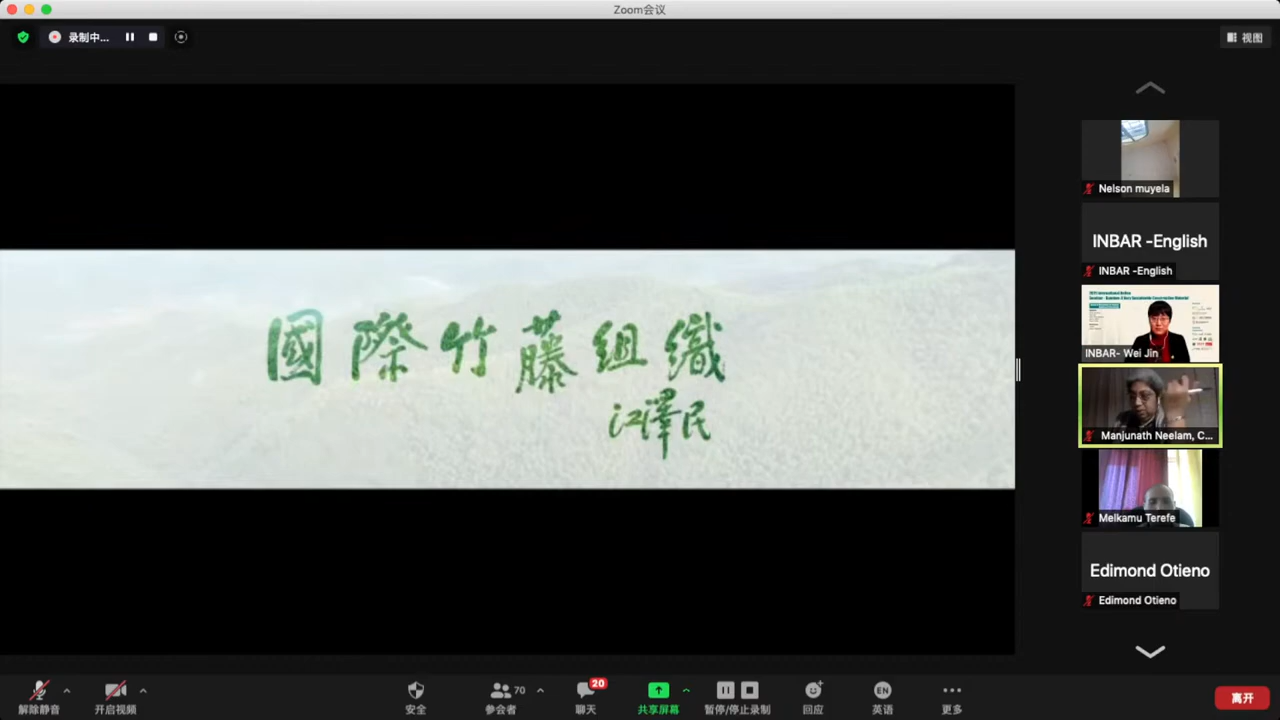 Zoom会议
录制中...
视图
國際竹藤组織
江澤民
Nelson muyela
INBAR -English
INBAR -English
INBAR- Wei Jin
Manjunath Neelam, C...
Melkamu Terefe
Edimond Otieno
Edimond Otieno
解除静音
开启视频
安全
70
参会者
20
聊天
共享屏幕
暂停/停止录制
回应
EN
英语
更多
离开